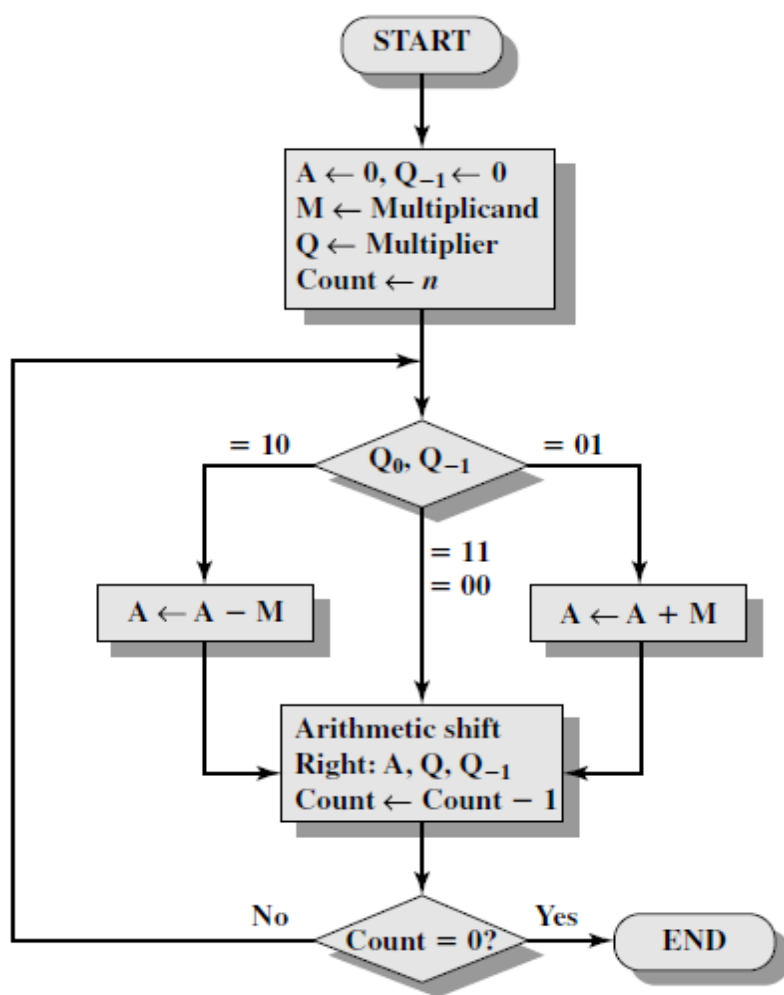 START
A ← 0, Q₋₁ ← 0
M ← Multiplicand
Q ← Multiplier
Count ← n
= 10
Q₀, Q₋₁
= 01
= 11
= 00
A ← A − M
A ← A + M
Arithmetic shift
Right: A, Q, Q₋₁
Count ← Count − 1
No
Count = 0?
Yes
END